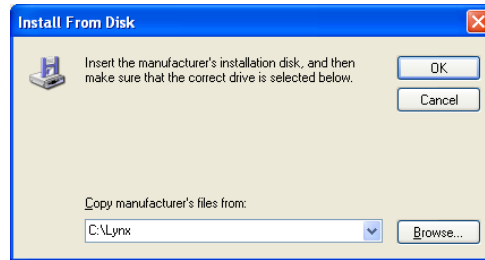 Install From Disk
Insert the manufacturer's installation disk, and then
make sure that the correct drive is selected below.
OK
Cancel
Copy manufacturer's files from:
C:\Lynx
Browse...